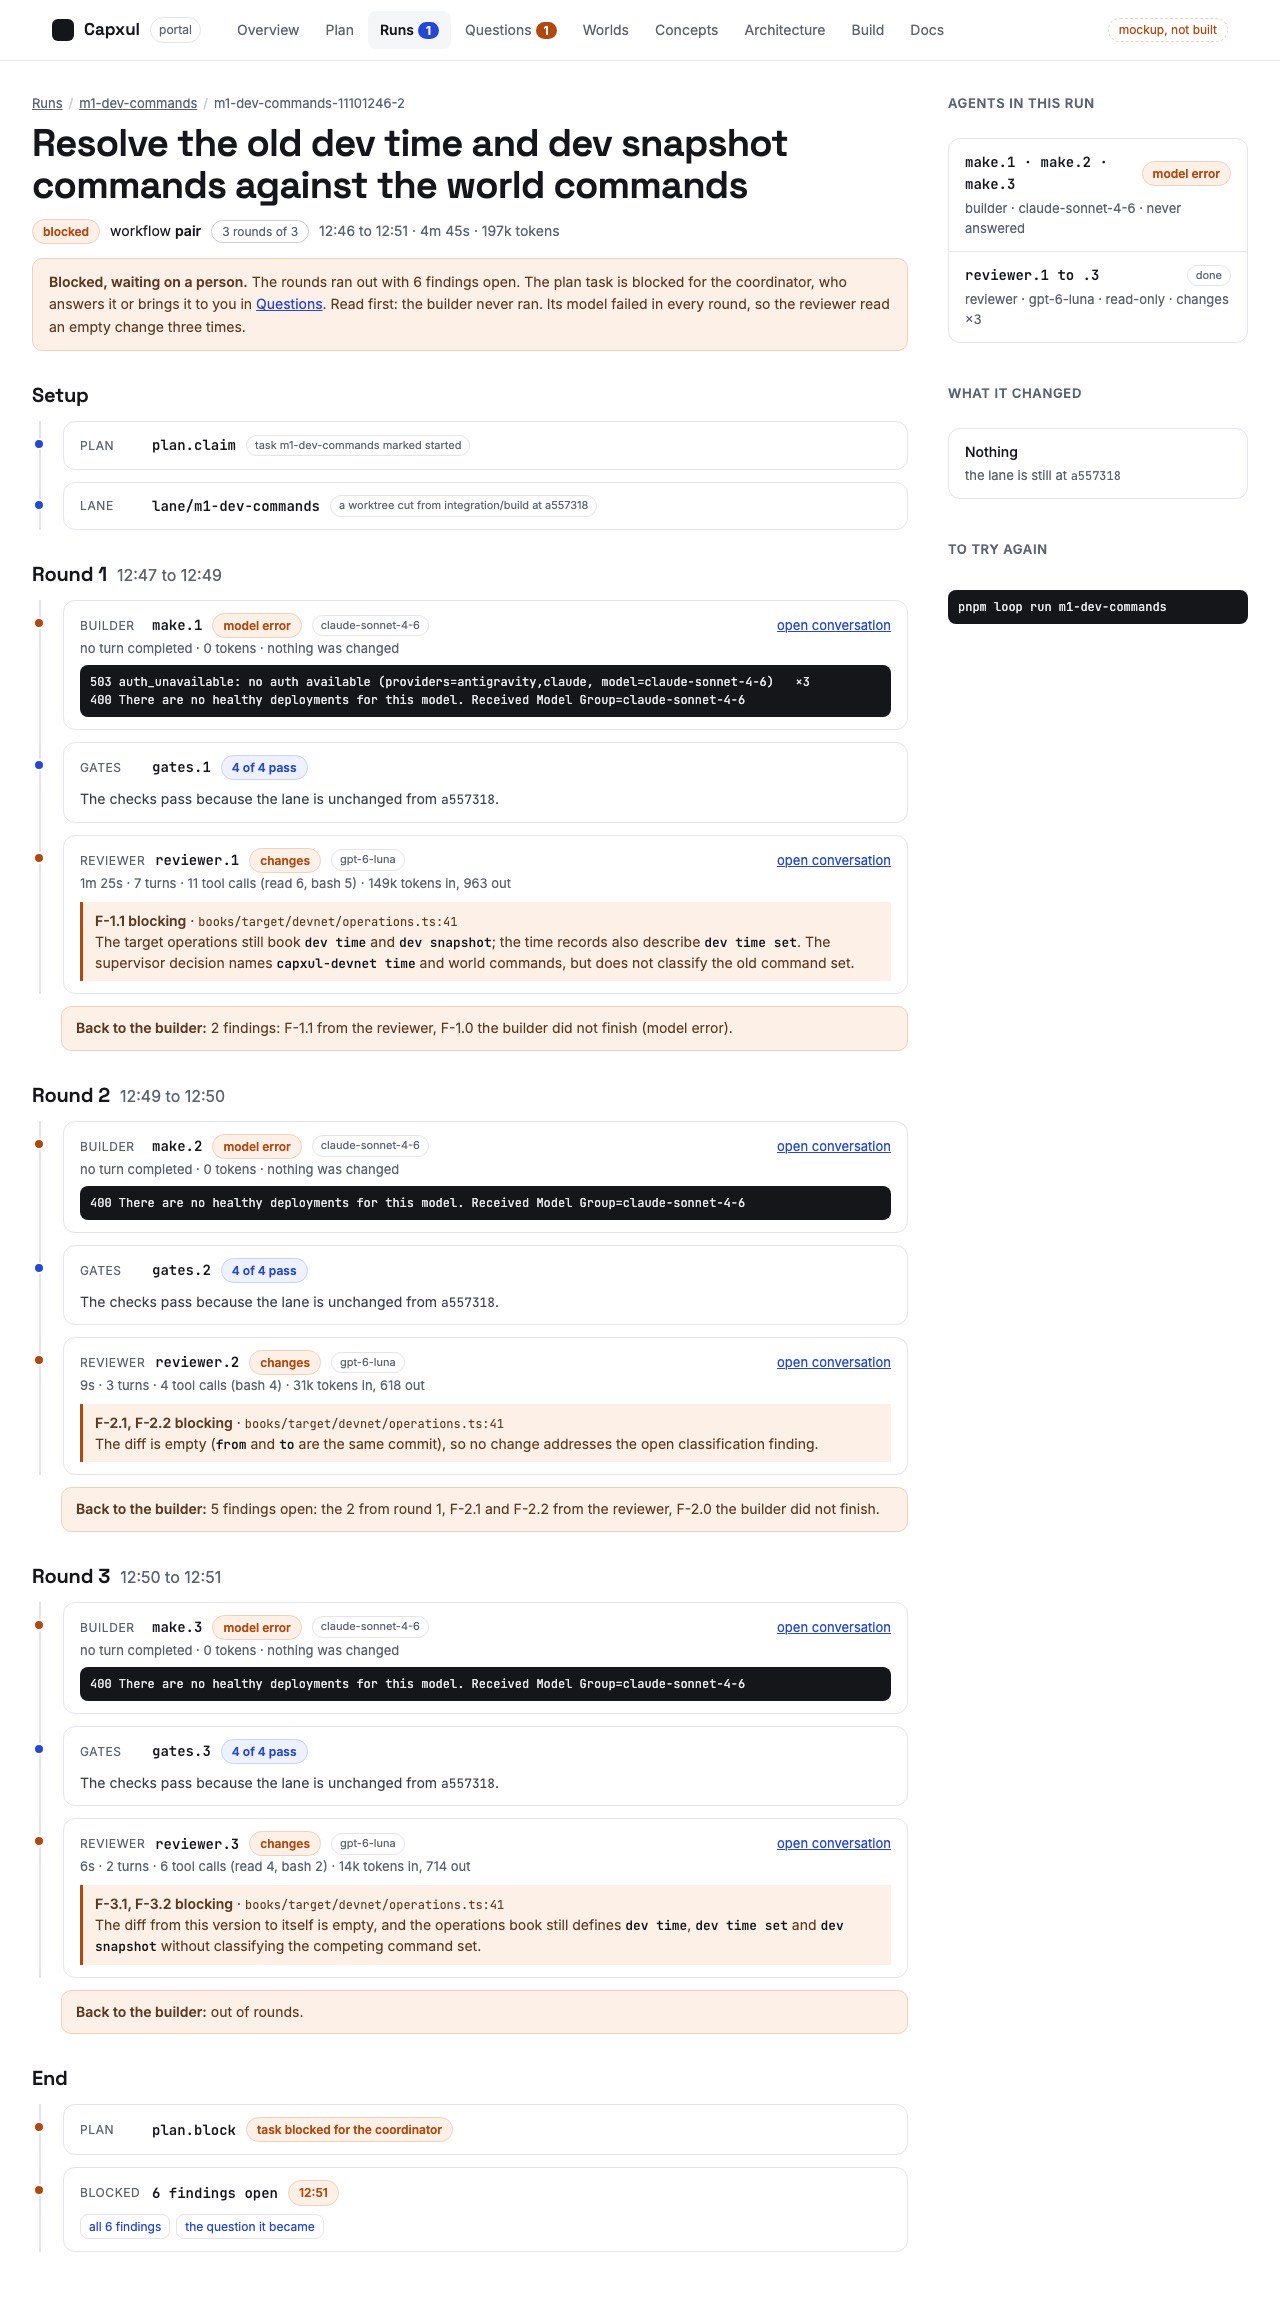 Capxul portal Overview Plan Runs 1 Questions 1 Worlds Concepts Architecture Build Docs mockup, not built
Runs / m1-dev-commands / m1-dev-commands-11101246-2
Resolve the old dev time and dev snapshot
commands against the world commands
blocked workflow pair 3 rounds of 3 12:46 to 12:51 · 4m 45s · 197k tokens
Blocked, waiting on a person. The rounds ran out with 6 findings open. The plan task is blocked for the coordinator, who
answers it or brings it to you in Questions. Read first: the builder never ran. Its model failed in every round, so the reviewer read
an empty change three times.
Setup
PLAN plan.claim task m1-dev-commands marked started
LANE lane/m1-dev-commands a worktree cut from integration/build at a557318
Round 1 12:47 to 12:49
BUILDER make.1 model error claude-sonnet-4-6 open conversation
no turn completed · 0 tokens · nothing was changed
503 auth_unavailable: no auth available (providers=antigravity,claude, model=claude-sonnet-4-6) ×3
400 There are no healthy deployments for this model. Received Model Group=claude-sonnet-4-6
GATES gates.1 4 of 4 pass
The checks pass because the lane is unchanged from a557318.
REVIEWER reviewer.1 changes gpt-6-luna open conversation
1m 25s · 7 turns · 11 tool calls (read 6, bash 5) · 149k tokens in, 963 out
F-1.1 blocking · books/target/devnet/operations.ts:41
The target operations still book dev time and dev snapshot; the time records also describe dev time set. The
supervisor decision names capxul-devnet time and world commands, but does not classify the old command set.
Back to the builder: 2 findings: F-1.1 from the reviewer, F-1.0 the builder did not finish (model error).
Round 2 12:49 to 12:50
BUILDER make.2 model error claude-sonnet-4-6 open conversation
no turn completed · 0 tokens · nothing was changed
400 There are no healthy deployments for this model. Received Model Group=claude-sonnet-4-6
GATES gates.2 4 of 4 pass
The checks pass because the lane is unchanged from a557318.
REVIEWER reviewer.2 changes gpt-6-luna open conversation
9s · 3 turns · 4 tool calls (bash 4) · 31k tokens in, 618 out
F-2.1, F-2.2 blocking · books/target/devnet/operations.ts:41
The diff is empty (from and to are the same commit), so no change addresses the open classification finding.
Back to the builder: 5 findings open: the 2 from round 1, F-2.1 and F-2.2 from the reviewer, F-2.0 the builder did not finish.
Round 3 12:50 to 12:51
BUILDER make.3 model error claude-sonnet-4-6 open conversation
no turn completed · 0 tokens · nothing was changed
400 There are no healthy deployments for this model. Received Model Group=claude-sonnet-4-6
GATES gates.3 4 of 4 pass
The checks pass because the lane is unchanged from a557318.
REVIEWER reviewer.3 changes gpt-6-luna open conversation
6s · 2 turns · 6 tool calls (read 4, bash 2) · 14k tokens in, 714 out
F-3.1, F-3.2 blocking · books/target/devnet/operations.ts:41
The diff from this version to itself is empty, and the operations book still defines dev time, dev time set and dev
snapshot without classifying the competing command set.
Back to the builder: out of rounds.
End
PLAN plan.block task blocked for the coordinator
BLOCKED 6 findings open 12:51
all 6 findings the question it became
AGENTS IN THIS RUN
make.1 · make.2 ·
make.3 model error
builder · claude-sonnet-4-6 · never
answered
reviewer.1 to .3 done
reviewer · gpt-6-luna · read-only · changes
×3
WHAT IT CHANGED
Nothing
the lane is still at a557318
TO TRY AGAIN
pnpm loop run m1-dev-commands